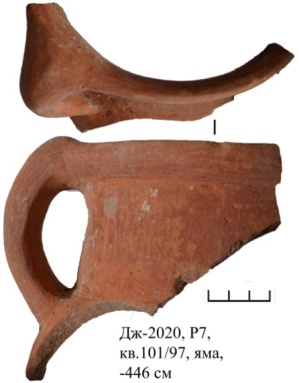 Дж-2020, Р7,
кв.101/97, яма,
-446 см